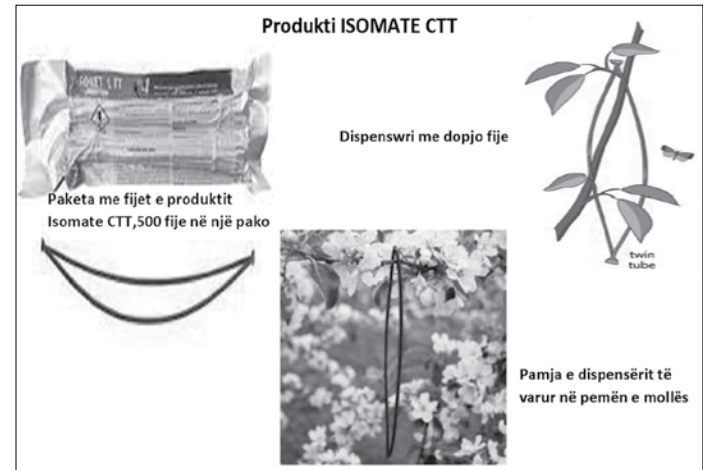 Produkti ISOMATE CTT
Dispenswri me dopjo fije
Paketa me fijet e produktit
Isomate CTT,500 fije në një pako
twin
tube
Pamja e dispensërit të
varur në pemën e mollës